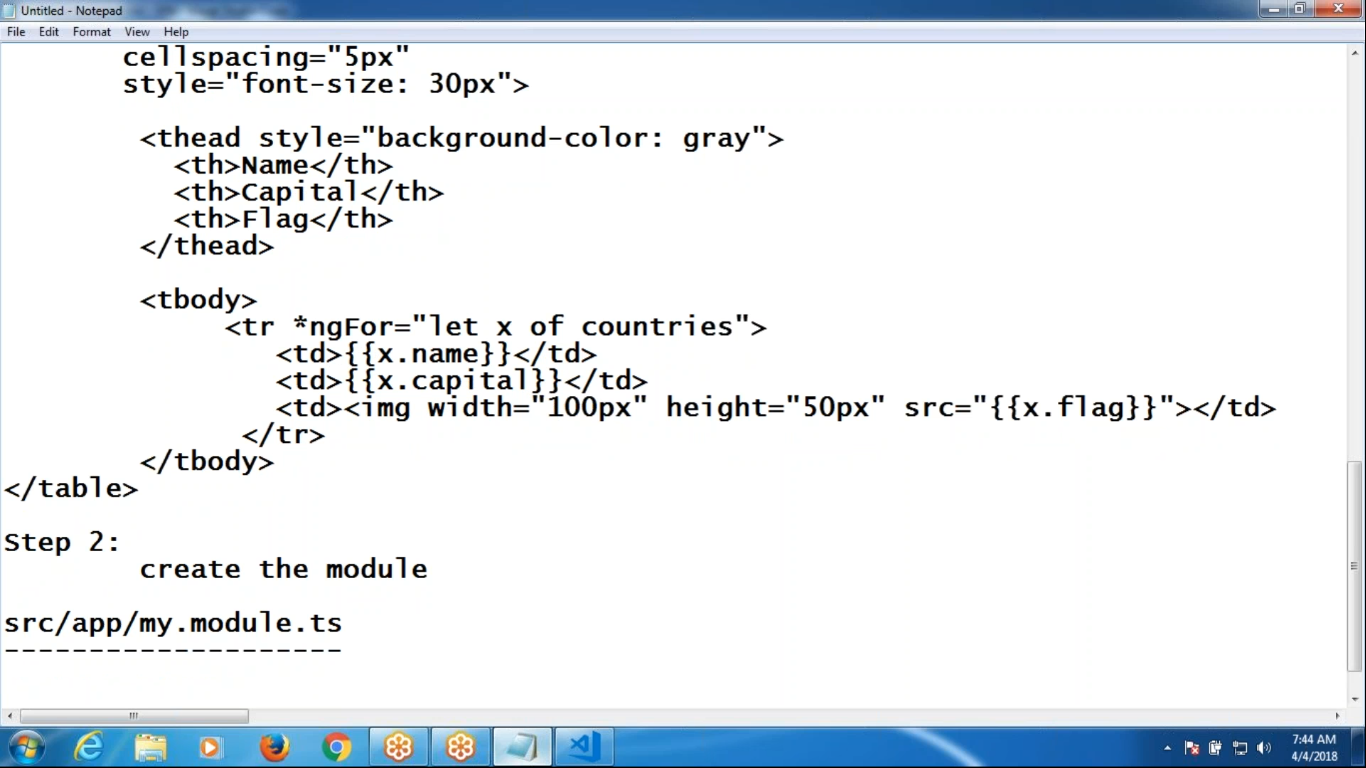 Untitled - Notepad
File Edit Format View Help
cellspacing="5px"
style="font-size: 30px">
<thead style="background-color: gray">
<th>Name</th>
<th>Capital</th>
<th>Flag</th>
</thead>
<tbody>
<tr *ngFor="let x of countries">
<td>{{x.name}}</td>
<td>{{x.capital}}</td>
<td><img width="100px" height="50px" src="{{x.flag}}"></td>
</tr>
</tbody>
</table>
Step 2:
create the module
src/app/my.module.ts
--------------------
7:44 AM
4/4/2018